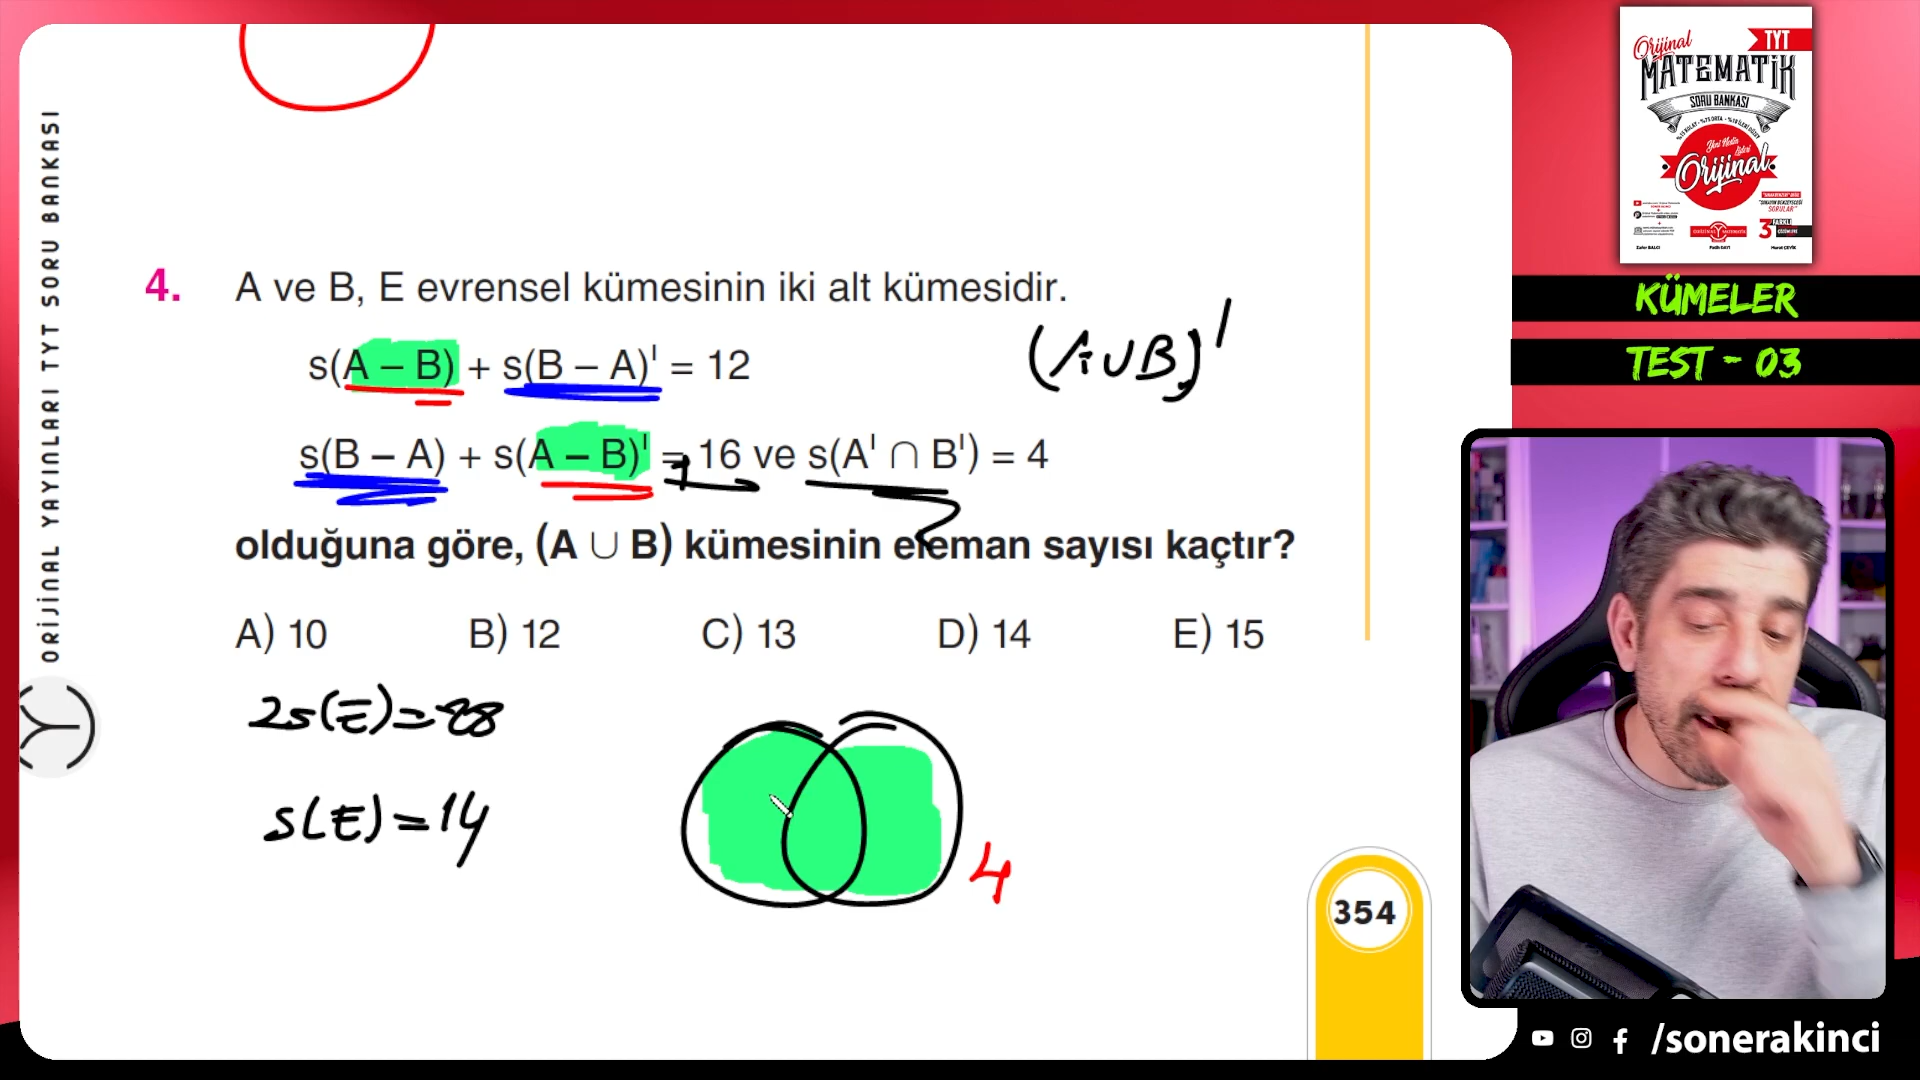 ORİJİNAL YAYINLARI TYT SORU BANKASI
4. A ve B, E evrensel kümesinin iki alt kümesidir.
s(A – B) + s(B – A)' = 12
(A∪B)'
s(B – A) + s(A – B)' = 16 ve s(A' ∩ B') = 4
olduğuna göre, (A ∪ B) kümesinin eleman sayısı kaçtır?
A) 10 B) 12 C) 13 D) 14 E) 15
2s(E)=28
s(E)=14
4
354
Orijinal
TYT
MATEMATİK
SORU BANKASI
Orijinal
3
KÜMELER
TEST - 03
/sonerakinci